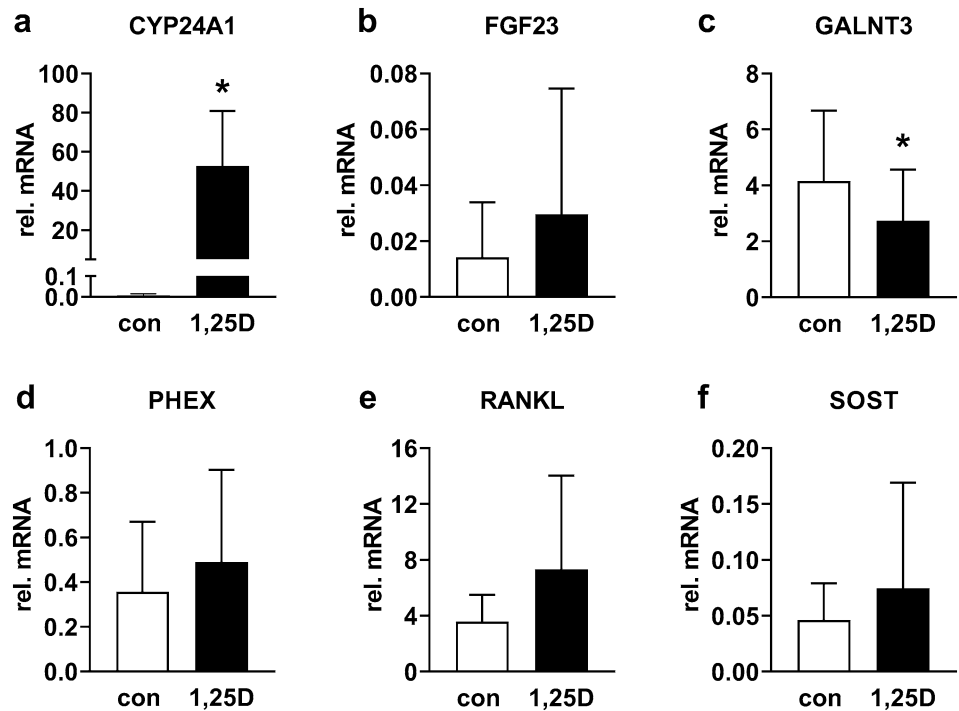 a CYP24A1
rel. mRNA
100
80
60
40
20
0.1
0.0
*
con 1,25D
b FGF23
rel. mRNA
0.08
0.06
0.04
0.02
0.00
con 1,25D
c GALNT3
rel. mRNA
8
6
4
2
0
*
con 1,25D
d PHEX
rel. mRNA
1.0
0.8
0.6
0.4
0.2
0.0
con 1,25D
e RANKL
rel. mRNA
16
12
8
4
0
con 1,25D
f SOST
rel. mRNA
0.20
0.15
0.10
0.05
0.00
con 1,25D